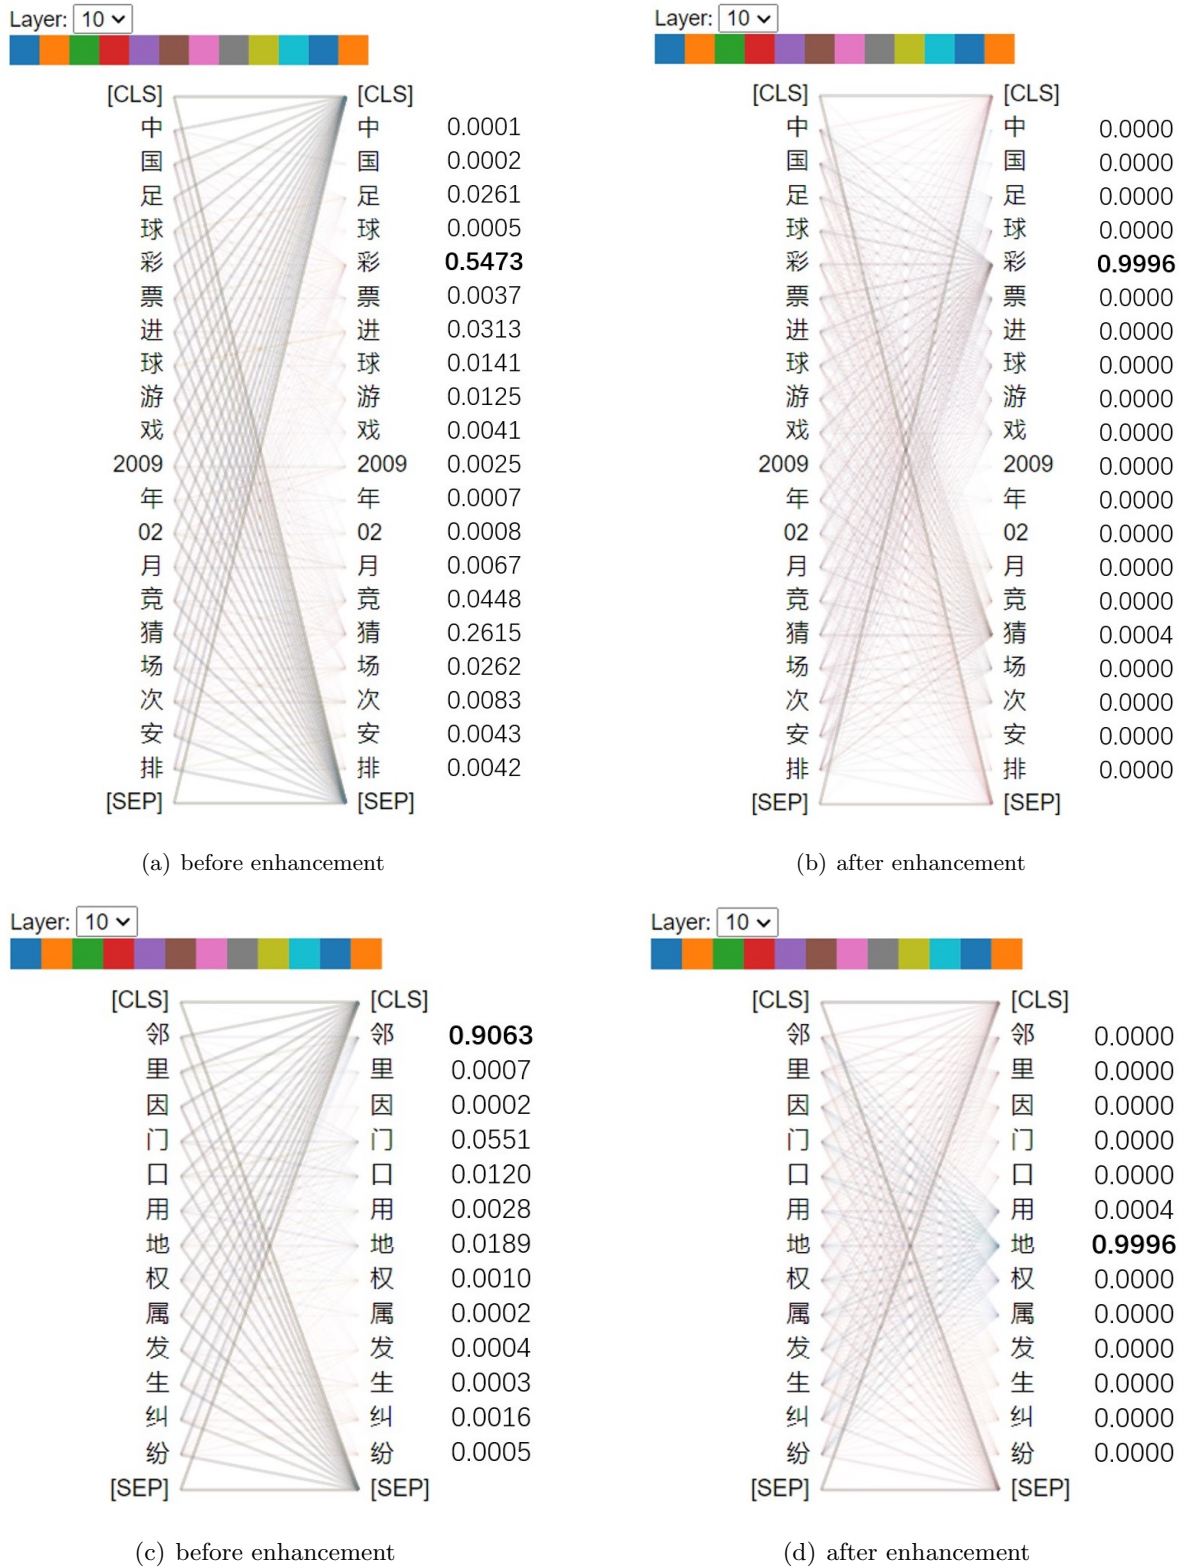 Layer: 10
[CLS] [CLS]
中 中 0.0001
国 国 0.0002
足 足 0.0261
球 球 0.0005
彩 彩 0.5473
票 票 0.0037
进 进 0.0313
球 球 0.0141
游 游 0.0125
戏 戏 0.0041
2009 2009 0.0025
年 年 0.0007
02 02 0.0008
月 月 0.0067
竞 竞 0.0448
猜 猜 0.2615
场 场 0.0262
次 次 0.0083
安 安 0.0043
排 排 0.0042
[SEP] [SEP]
(a) before enhancement
Layer: 10
[CLS] [CLS]
中 中 0.0000
国 国 0.0000
足 足 0.0000
球 球 0.0000
彩 彩 0.9996
票 票 0.0000
进 进 0.0000
球 球 0.0000
游 游 0.0000
戏 戏 0.0000
2009 2009 0.0000
年 年 0.0000
02 02 0.0000
月 月 0.0000
竞 竞 0.0000
猜 猜 0.0004
场 场 0.0000
次 次 0.0000
安 安 0.0000
排 排 0.0000
[SEP] [SEP]
(b) after enhancement
Layer: 10
[CLS] [CLS]
邻 邻 0.9063
里 里 0.0007
因 因 0.0002
门 门 0.0551
口 口 0.0120
用 用 0.0028
地 地 0.0189
权 权 0.0010
属 属 0.0002
发 发 0.0004
生 生 0.0003
纠 纠 0.0016
纷 纷 0.0005
[SEP] [SEP]
(c) before enhancement
Layer: 10
[CLS] [CLS]
邻 邻 0.0000
里 里 0.0000
因 因 0.0000
门 门 0.0000
口 口 0.0000
用 用 0.0004
地 地 0.9996
权 权 0.0000
属 属 0.0000
发 发 0.0000
生 生 0.0000
纠 纠 0.0000
纷 纷 0.0000
[SEP] [SEP]
(d) after enhancement